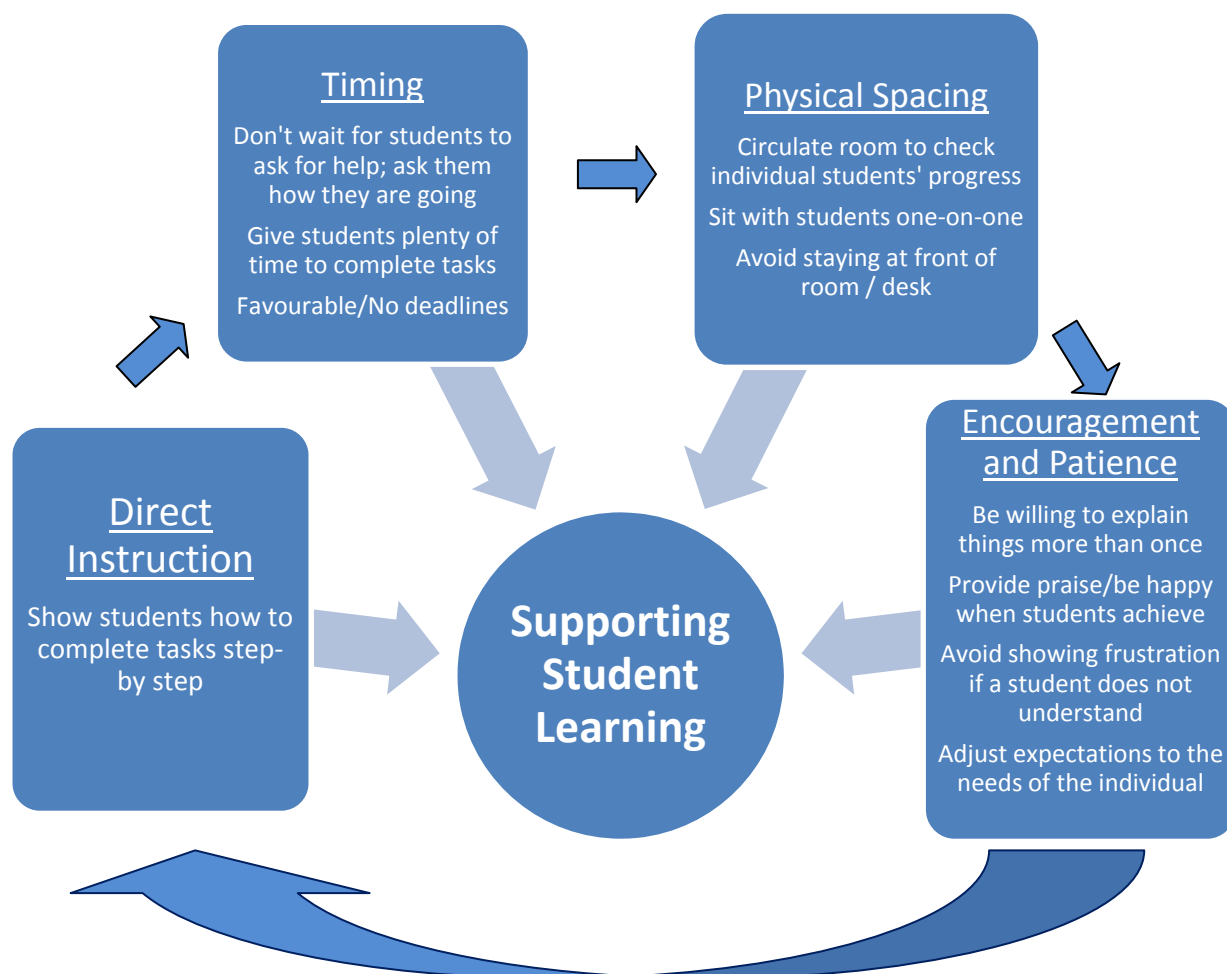 Timing
Don't wait for students to
ask for help; ask them
how they are going
Give students plenty of
time to complete tasks
Favourable/No deadlines
Physical Spacing
Circulate room to check
individual students' progress
Sit with students one-on-one
Avoid staying at front of
room / desk
Direct
Instruction
Show students how to
complete tasks step-
by step
Supporting
Student
Learning
Encouragement
and Patience
Be willing to explain
things more than once
Provide praise/be happy
when students achieve
Avoid showing frustration
if a student does not
understand
Adjust expectations to the
needs of the individual